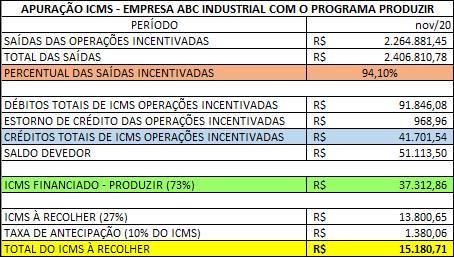 APURAÇÃO ICMS - EMPRESA ABC INDUSTRIAL COM O PROGRAMA PRODUZIR
PERÍODO nov/20
SAÍDAS DAS OPERAÇÕES INCENTIVADAS R$ 2.264.881,45
TOTAL DAS SAÍDAS R$ 2.406.810,78
PERCENTUAL DAS SAÍDAS INCENTIVADAS 94,10%
DÉBITOS TOTAIS DE ICMS OPERAÇÕES INCENTIVADAS R$ 91.846,08
ESTORNO DE CRÉDITO DAS OPERAÇÕES INCENTIVADAS R$ 968,96
CRÉDITOS TOTAIS DE ICMS OPERAÇÕES INCENTIVADAS R$ 41.701,54
SALDO DEVEDOR R$ 51.113,50
ICMS FINANCIADO - PRODUZIR (73%) R$ 37.312,86
ICMS À RECOLHER (27%) R$ 13.800,65
TAXA DE ANTECIPAÇÃO (10% DO ICMS) R$ 1.380,06
TOTAL DO ICMS À RECOLHER R$ 15.180,71